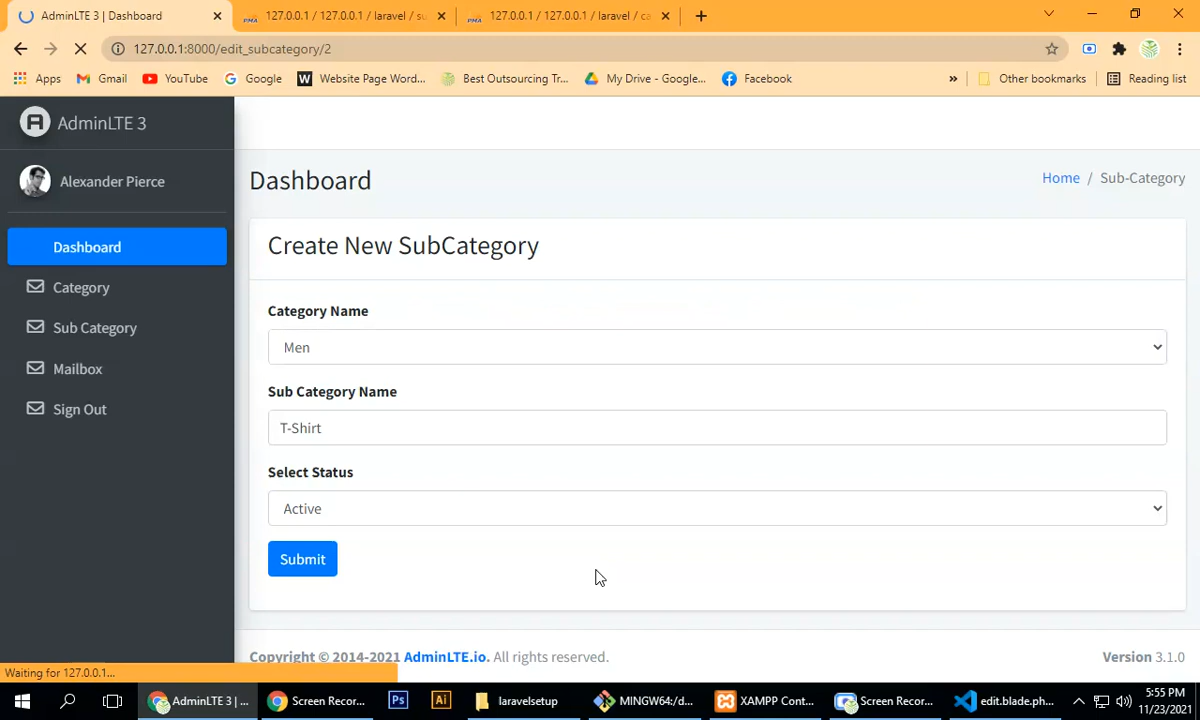 AdminLTE 3 | Dashboard
127.0.0.1 / 127.0.0.1 / laravel / su
127.0.0.1 / 127.0.0.1 / laravel / ca
127.0.0.1:8000/edit_subcategory/2
Apps
Gmail
YouTube
Google
Website Page Word...
Best Outsourcing Tr...
My Drive - Google...
Facebook
»
Other bookmarks
Reading list
AdminLTE 3
Alexander Pierce
Dashboard
Category
Sub Category
Mailbox
Sign Out
Dashboard
Home / Sub-Category
Create New SubCategory
Category Name
Men
Sub Category Name
T-Shirt
Select Status
Active
Submit
Copyright © 2014-2021 AdminLTE.io. All rights reserved.
Version 3.1.0
Waiting for 127.0.0.1...
AdminLTE 3 | ...
Screen Recor...
Ps
Ai
laravelsetup
MINGW64:/d...
XAMPP Cont...
Screen Recor...
edit.blade.ph...
5:55 PM
11/23/2021